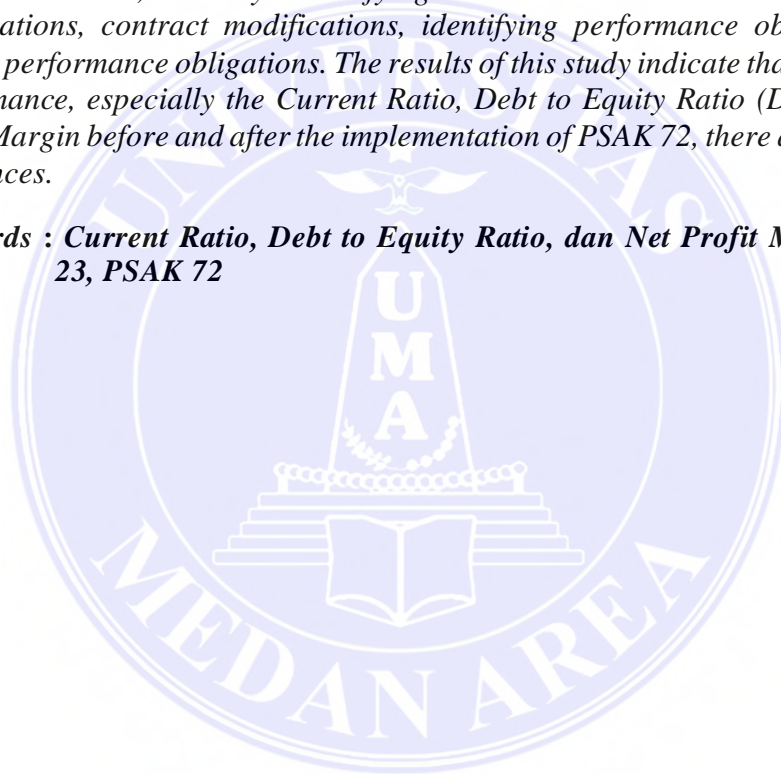 ations, contract modifications, identifying performance ob
performance obligations. The results of this study indicate tha
nance, especially the Current Ratio, Debt to Equity Ratio (D
Margin before and after the implementation of PSAK 72, there a
nces.
rds : Current Ratio, Debt to Equity Ratio, dan Net Profit M
23, PSAK 72
UNIVERSITAS
UMA
MEDAN AREA